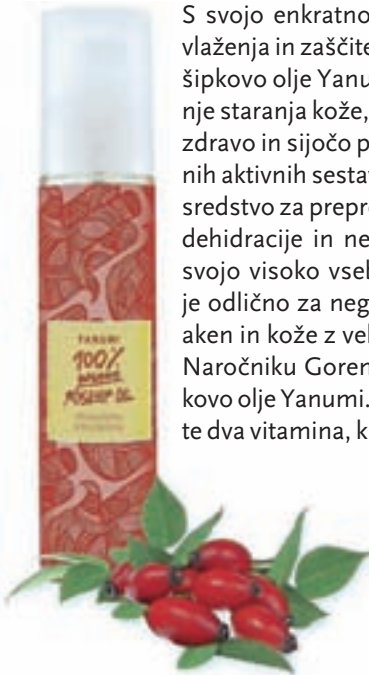 S svojo enkratno
vlaženja in zaščite
šipkovo olje Yanu
nje staranja kože,
zdravo in sijočo p
nih aktivnih sestav
sredstvo za prepre
dehidracije in ne
svojo visoko vseb
je odlično za neg
aken in kože z vel
Naročniku Goren
kovo olje Yanumi.
te dva vitamina, k
YANUMI
100%
ROSEHIP OIL